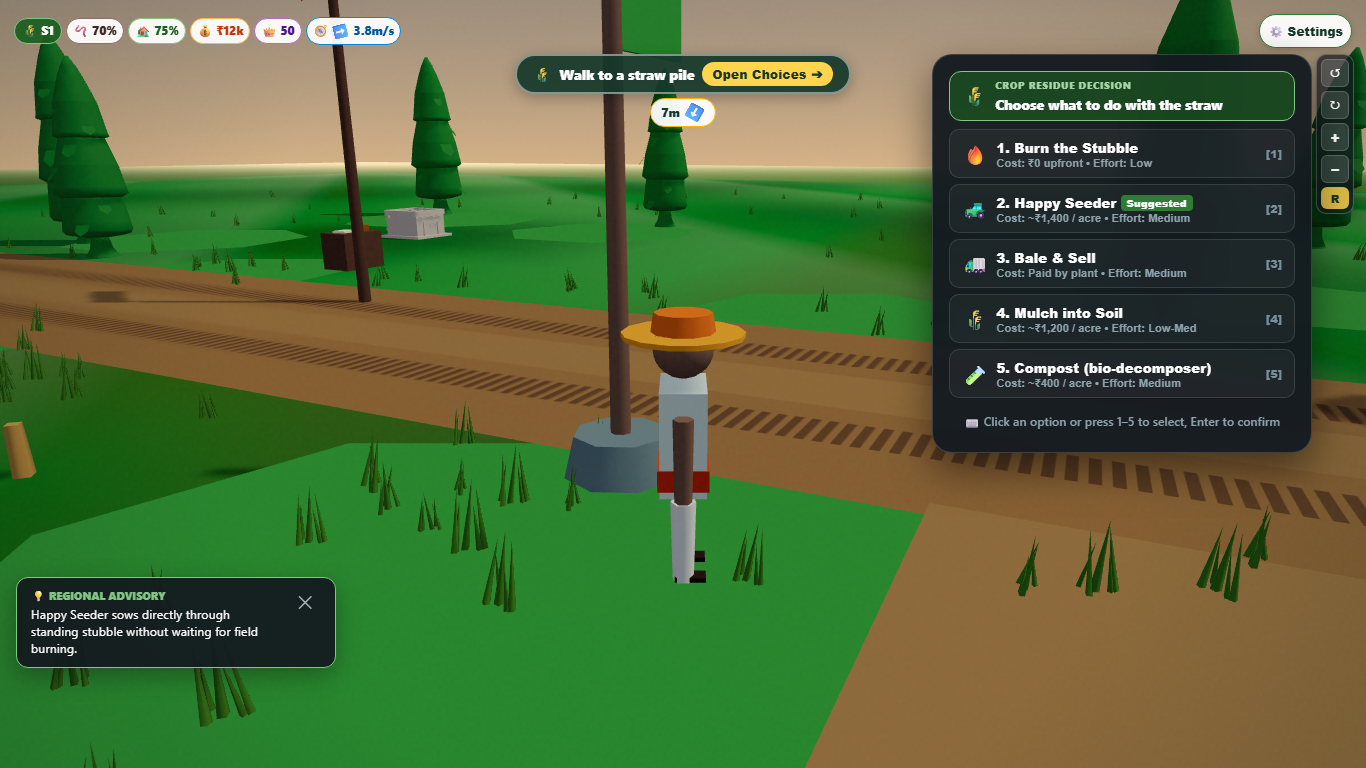 S1
70%
75%
₹12k
50
3.8m/s
Settings
Walk to a straw pile
Open Choices ➔
7m
CROP RESIDUE DECISION
Choose what to do with the straw
1. Burn the Stubble
Cost: ₹0 upfront • Effort: Low
[1]
2. Happy Seeder
Suggested
Cost: ~₹1,400 / acre • Effort: Medium
[2]
3. Bale & Sell
Cost: Paid by plant • Effort: Medium
[3]
4. Mulch into Soil
Cost: ~₹1,200 / acre • Effort: Low-Med
[4]
5. Compost (bio-decomposer)
Cost: ~₹400 / acre • Effort: Medium
[5]
Click an option or press 1–5 to select, Enter to confirm
↺
↻
+
−
R
REGIONAL ADVISORY
Happy Seeder sows directly through
standing stubble without waiting for field
burning.